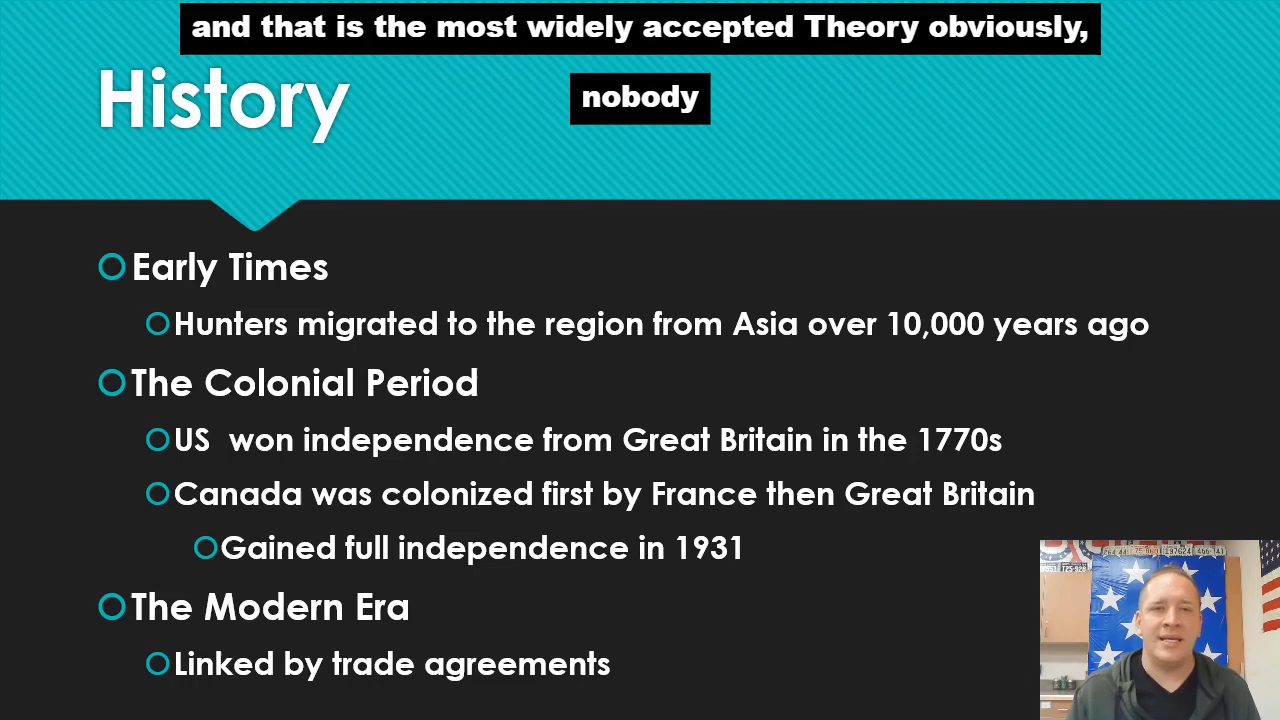 and that is the most widely accepted Theory obviously,
nobody
History
Early Times
Hunters migrated to the region from Asia over 10,000 years ago
The Colonial Period
US won independence from Great Britain in the 1770s
Canada was colonized first by France then Great Britain
Gained full independence in 1931
The Modern Era
Linked by trade agreements